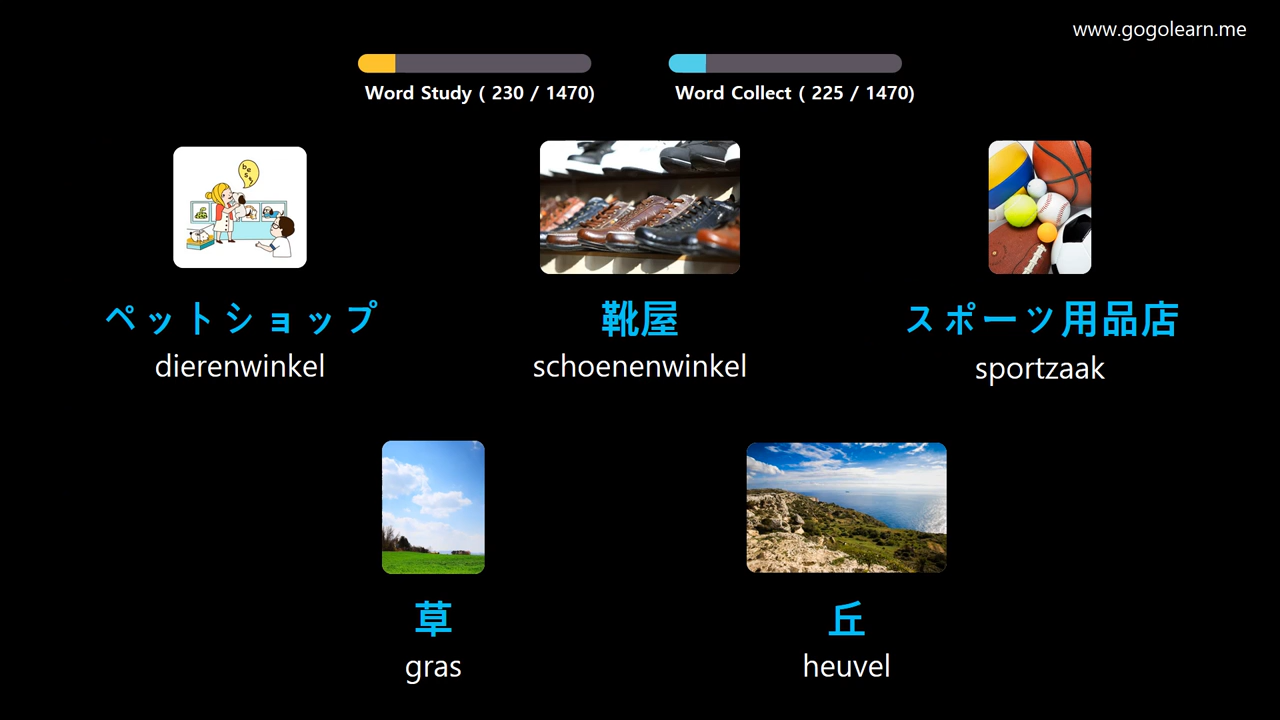 www.gogolearn.me
Word Study ( 230 / 1470)
Word Collect ( 225 / 1470)
best
ペットショップ
靴屋
スポーツ用品店
dierenwinkel
schoenenwinkel
sportzaak
草
丘
gras
heuvel